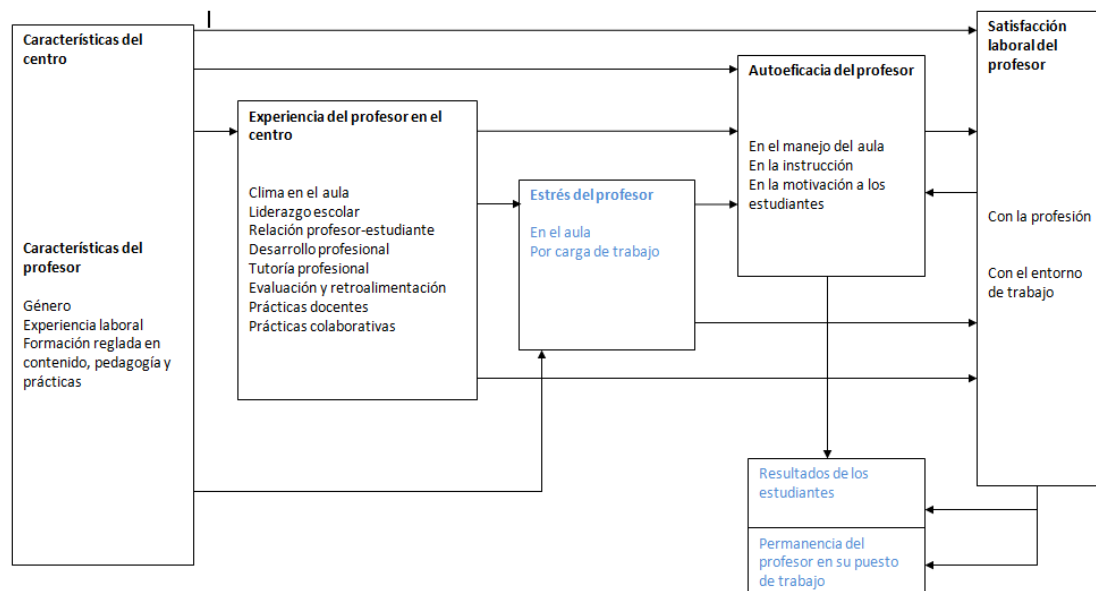 Características del
centro
Características del
profesor
Género
Experiencia laboral
Formación reglada en
contenido, pedagogía y
prácticas
Experiencia del profesor en el
centro
Clima en el aula
Liderazgo escolar
Relación profesor-estudiante
Desarrollo profesional
Tutoría profesional
Evaluación y retroalimentación
Prácticas docentes
Prácticas colaborativas
Estrés del profesor
En el aula
Por carga de trabajo
Autoeficacia del profesor
En el manejo del aula
En la instrucción
En la motivación a los
estudiantes
Satisfacción
laboral del
profesor
Con la profesión
Con el entorno
de trabajo
Resultados de los
estudiantes
Permanencia del
profesor en su puesto
de trabajo